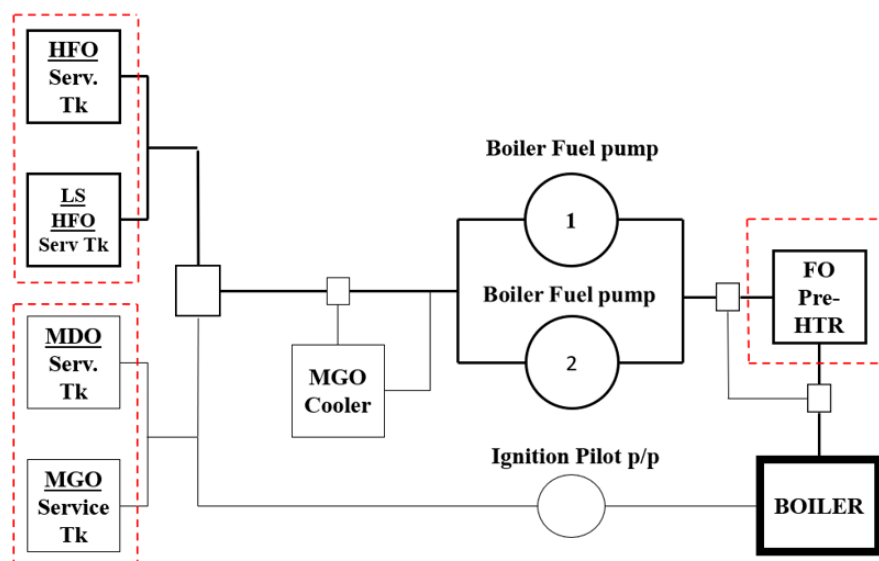 HFO
Serv.
Tk
LS
HFO
Serv Tk
MDO
Serv.
Tk
MGO
Service
Tk
MGO
Cooler
Boiler Fuel pump
1
Boiler Fuel pump
2
Ignition Pilot p/p
FO
Pre-
HTR
BOILER